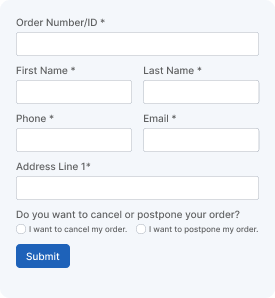 Order Number/ID *
First Name * Last Name *
Phone * Email *
Address Line 1*
Do you want to cancel or postpone your order?
I want to cancel my order. I want to postpone my order.
Submit